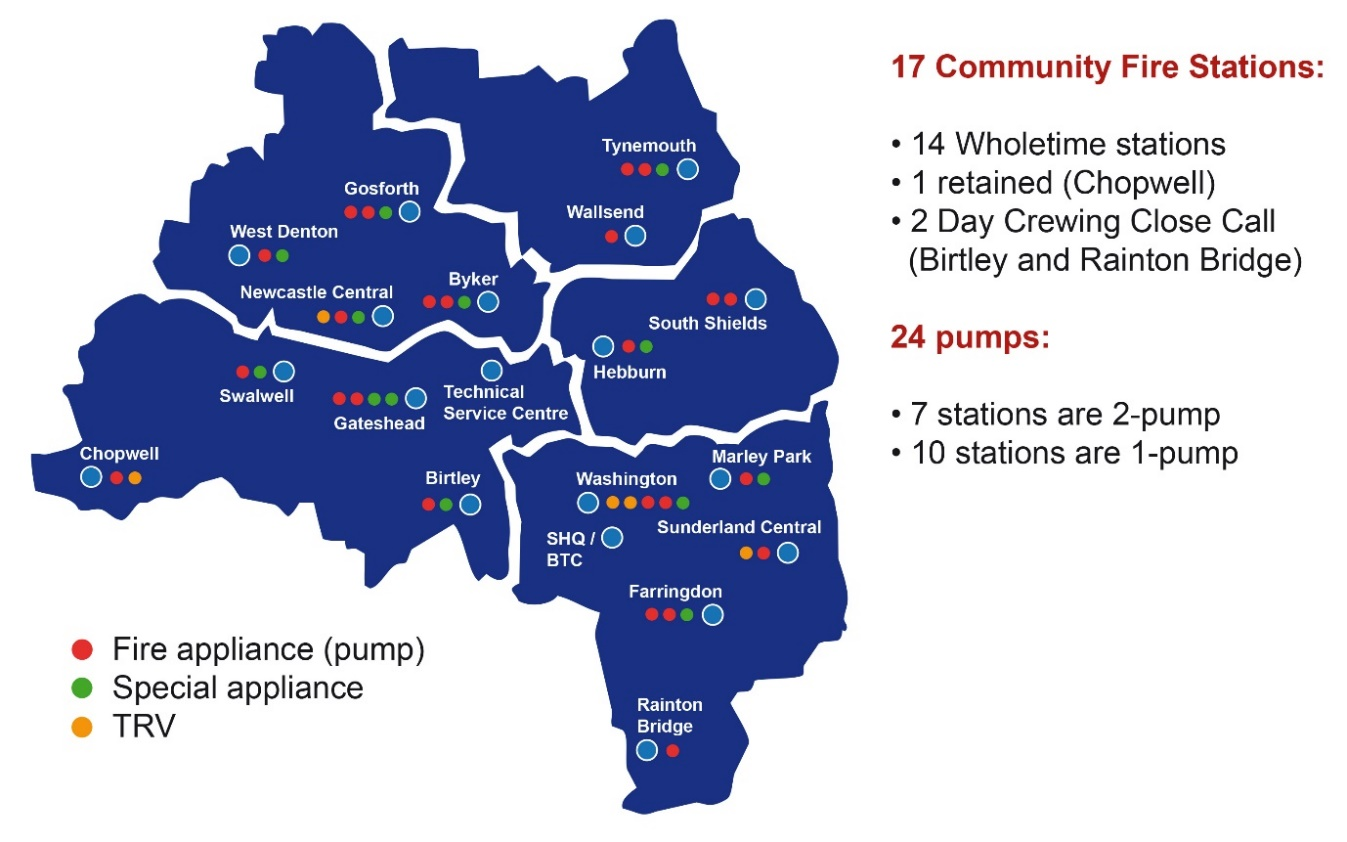 17 Community Fire Stations:
• 14 Wholetime stations
• 1 retained (Chopwell)
• 2 Day Crewing Close Call
(Birtley and Rainton Bridge)
24 pumps:
• 7 stations are 2-pump
• 10 stations are 1-pump
Tynemouth
Gosforth
Wallsend
West Denton
Byker
Newcastle Central
South Shields
Hebburn
Swalwell
Technical
Service Centre
Gateshead
Chopwell
Marley Park
Birtley
Washington
Sunderland Central
SHQ /
BTC
Farringdon
Rainton
Bridge
Fire appliance (pump)
Special appliance
TRV